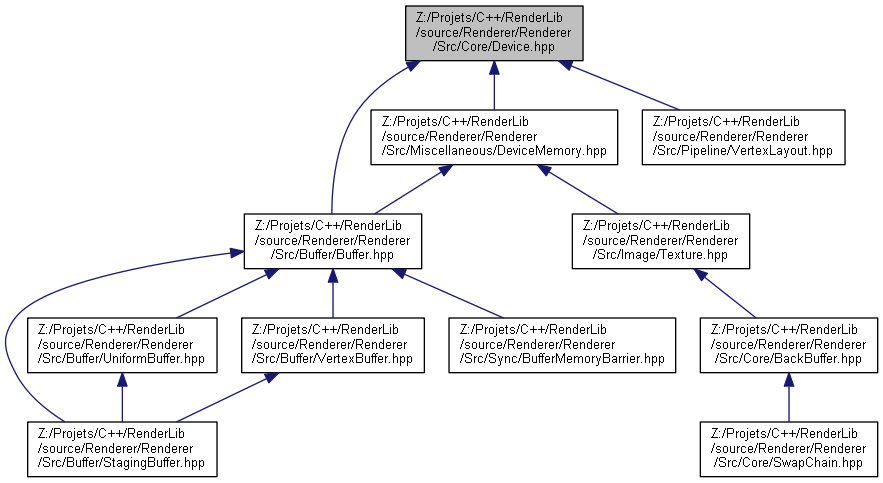 Z:/Projets/C++/RenderLib
/source/Renderer/Renderer
/Src/Core/Device.hpp
Z:/Projets/C++/RenderLib
/source/Renderer/Renderer
/Src/Miscellaneous/DeviceMemory.hpp
Z:/Projets/C++/RenderLib
/source/Renderer/Renderer
/Src/Pipeline/VertexLayout.hpp
Z:/Projets/C++/RenderLib
/source/Renderer/Renderer
/Src/Buffer/Buffer.hpp
Z:/Projets/C++/RenderLib
/source/Renderer/Renderer
/Src/Image/Texture.hpp
Z:/Projets/C++/RenderLib
/source/Renderer/Renderer
/Src/Buffer/UniformBuffer.hpp
Z:/Projets/C++/RenderLib
/source/Renderer/Renderer
/Src/Buffer/VertexBuffer.hpp
Z:/Projets/C++/RenderLib
/source/Renderer/Renderer
/Src/Sync/BufferMemoryBarrier.hpp
Z:/Projets/C++/RenderLib
/source/Renderer/Renderer
/Src/Core/BackBuffer.hpp
Z:/Projets/C++/RenderLib
/source/Renderer/Renderer
/Src/Buffer/StagingBuffer.hpp
Z:/Projets/C++/RenderLib
/source/Renderer/Renderer
/Src/Core/SwapChain.hpp